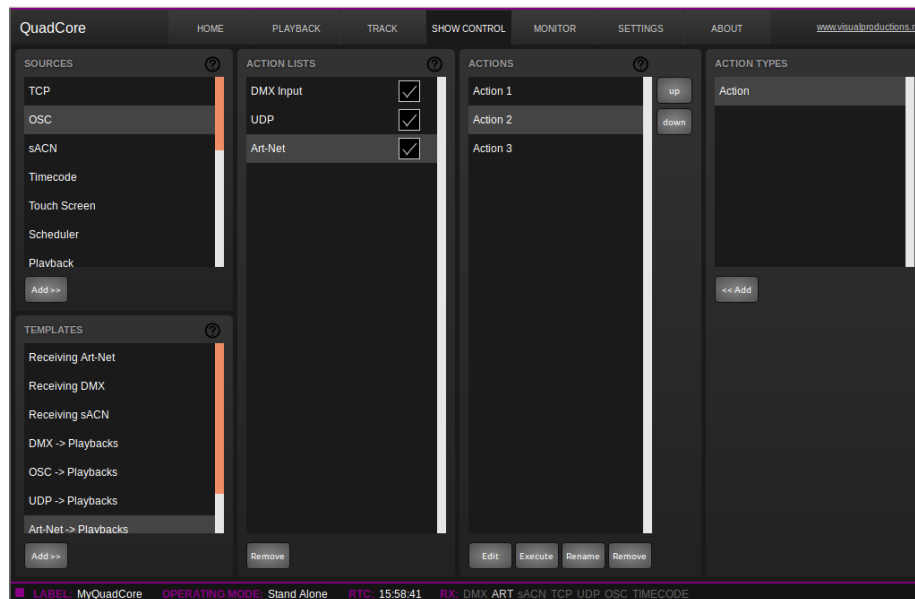 QuadCore HOME PLAYBACK TRACK SHOW CONTROL MONITOR SETTINGS ABOUT
SOURCES ?
TCP
OSC
sACN
Timecode
Touch Screen
Scheduler
Playback
Add >>
TEMPLATES ?
Receiving Art-Net
Receiving DMX
Receiving sACN
DMX -> Playbacks
OSC -> Playbacks
UDP -> Playbacks
Art-Net -> Playbacks
Add >>
ACTION LISTS ?
DMX Input
UDP
Art-Net
Remove
ACTIONS ?
Action 1
Action 2
Action 3
up
down
Edit Execute Rename Remove
ACTION TYPES
Action
<< Add
LABEL: MyQuadCore OPERATING MODE: Stand Alone RTC: 15:58:41 RX: DMX ART sACN TCP UDP OSC TIMECODE